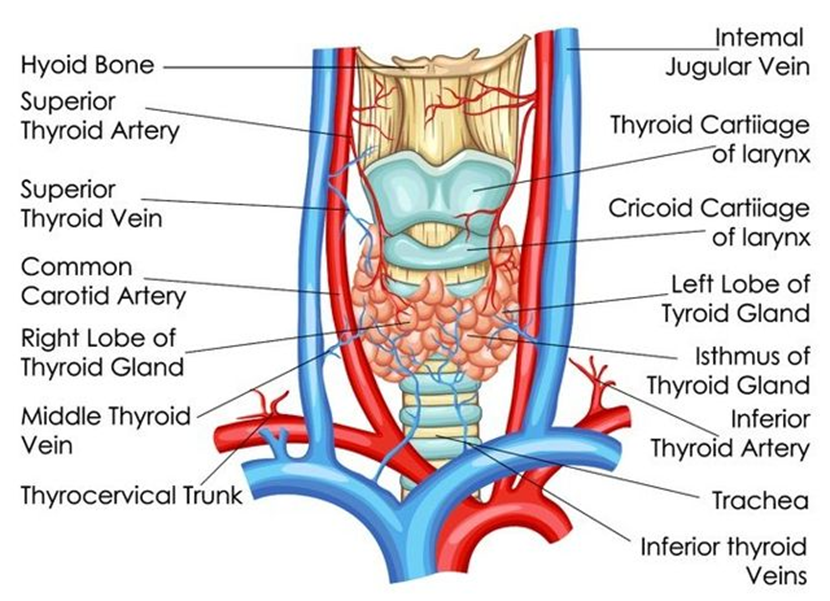 Hyoid Bone
Superior
Thyroid Artery
Superior
Thyroid Vein
Common
Carotid Artery
Right Lobe of
Thyroid Gland
Middle Thyroid
Vein
Thyrocervical Trunk
Internal
Jugular Vein
Thyroid Cartiiage
of larynx
Cricoid Cartiiage
of larynx
Left Lobe of
Tyroid Gland
Isthmus of
Thyroid Gland
Inferior
Thyroid Artery
Trachea
Inferior thyroid
Veins